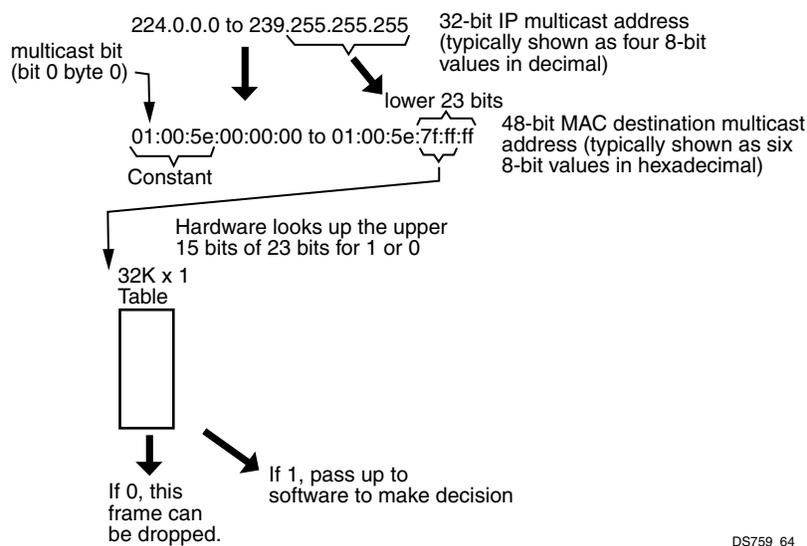 224.0.0.0 to 239.255.255.255
32-bit IP multicast address
(typically shown as four 8-bit
values in decimal)
multicast bit
(bit 0 byte 0)
lower 23 bits
01:00:5e:00:00:00 to 01:00:5e:7f:ff:ff
48-bit MAC destination multicast
address (typically shown as six
8-bit values in hexadecimal)
Constant
Hardware looks up the upper
15 bits of 23 bits for 1 or 0
32K x 1
Table
If 0, this
frame can
be dropped.
If 1, pass up to
software to make decision
DS759_64